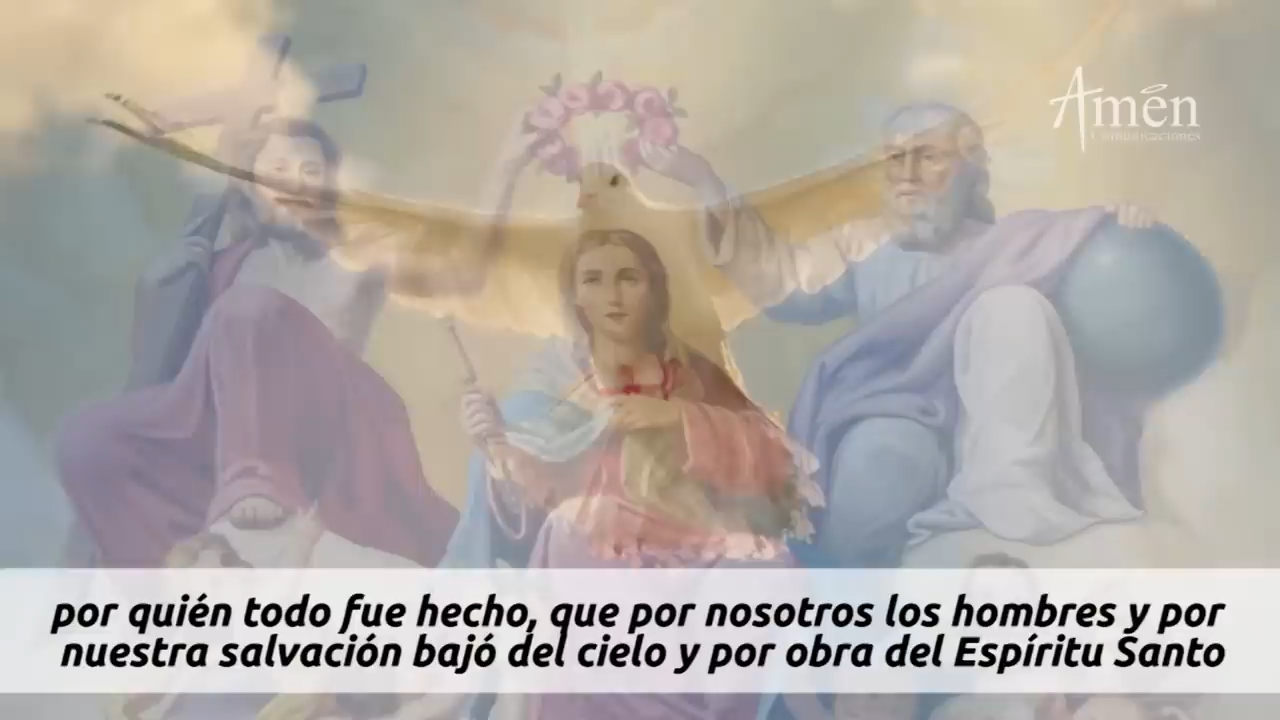 Amén
Comunicaciones
por quién todo fue hecho, que por nosotros los hombres y por
nuestra salvación bajó del cielo y por obra del Espíritu Santo